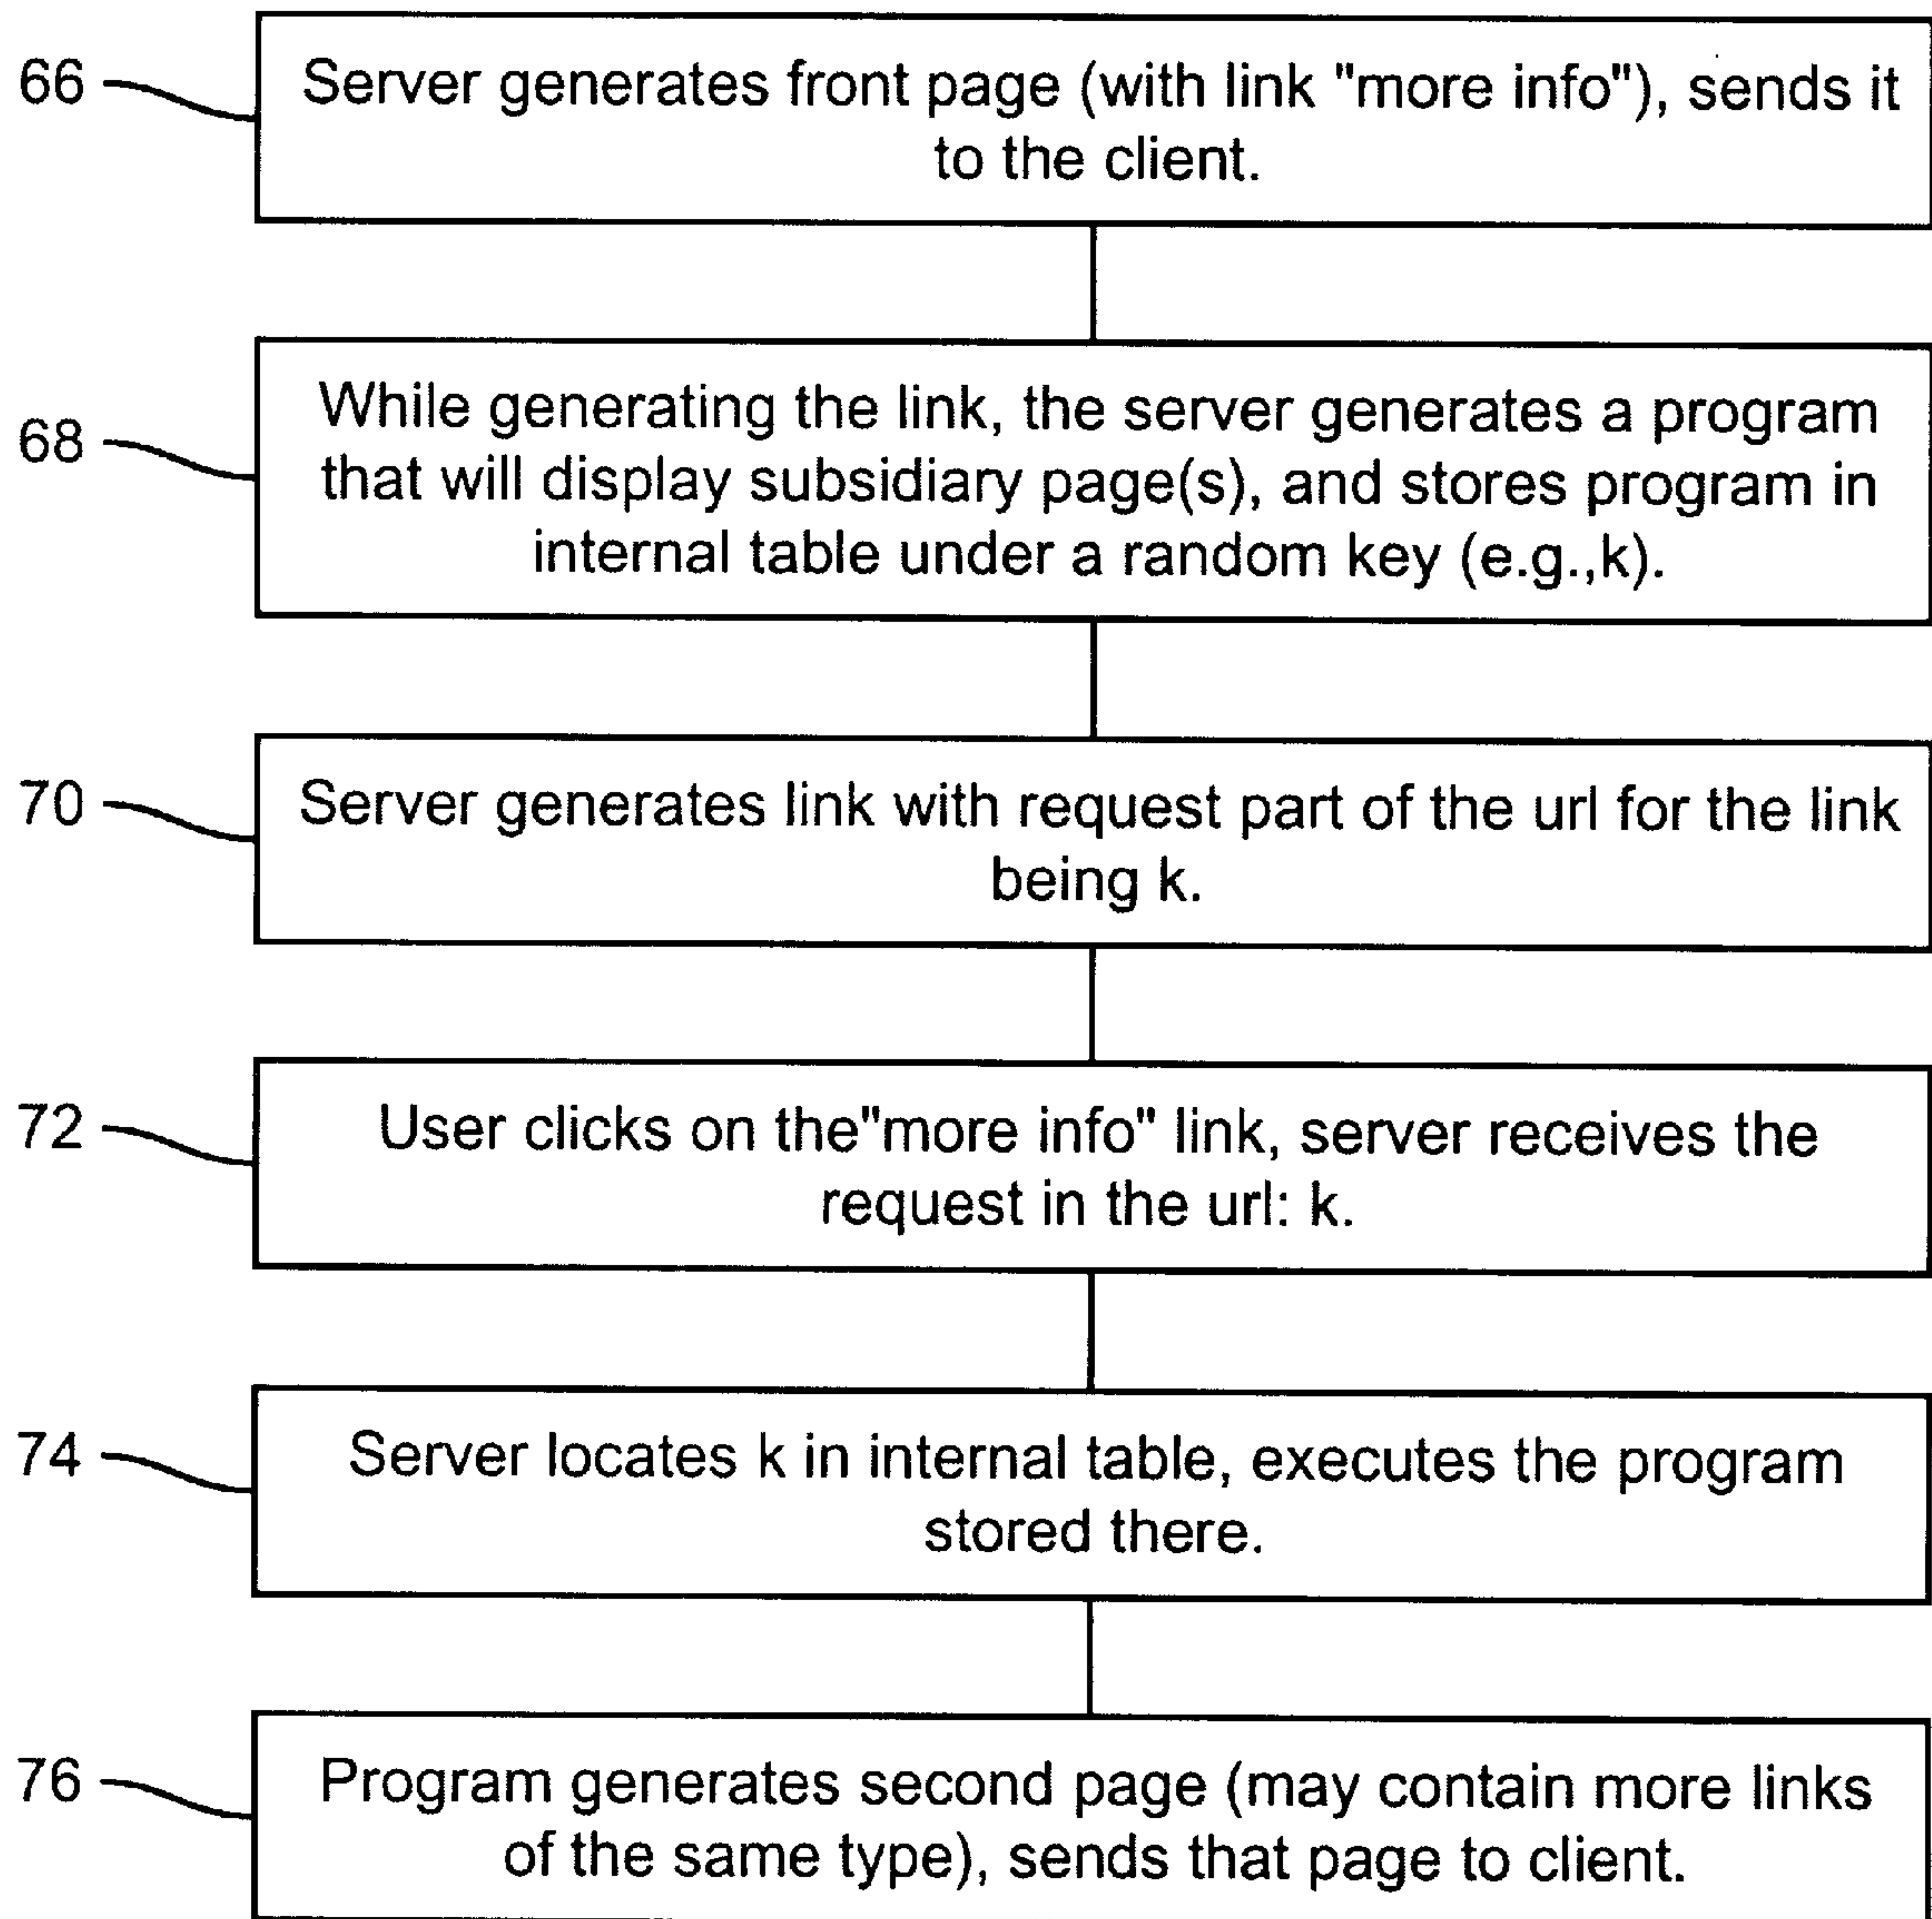 66
Server generates front page (with link "more info"), sends it
to the client.
68
While generating the link, the server generates a program
that will display subsidiary page(s), and stores program in
internal table under a random key (e.g.,k).
70
Server generates link with request part of the url for the link
being k.
72
User clicks on the"more info" link, server receives the
request in the url: k.
74
Server locates k in internal table, executes the program
stored there.
76
Program generates second page (may contain more links
of the same type), sends that page to client.